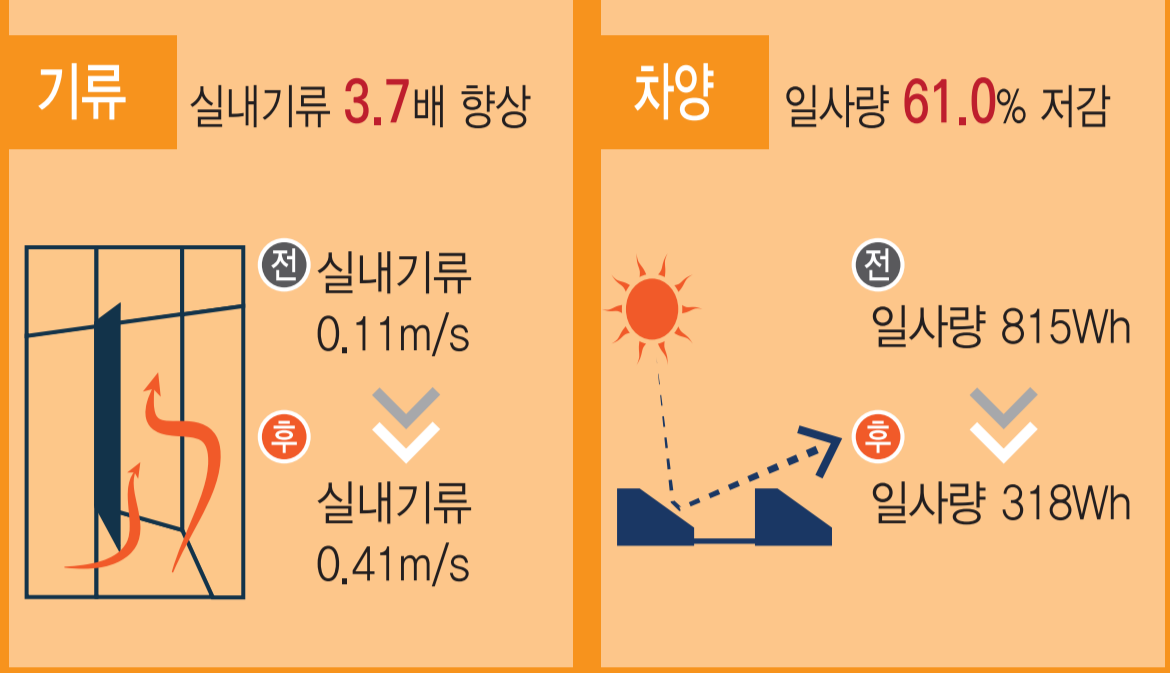 기류
실내기류 3.7배 향상
전
실내기류
0.11m/s
후
실내기류
0.41m/s
차양
일사량 61.0% 저감
전
일사량 815Wh
후
일사량 318Wh